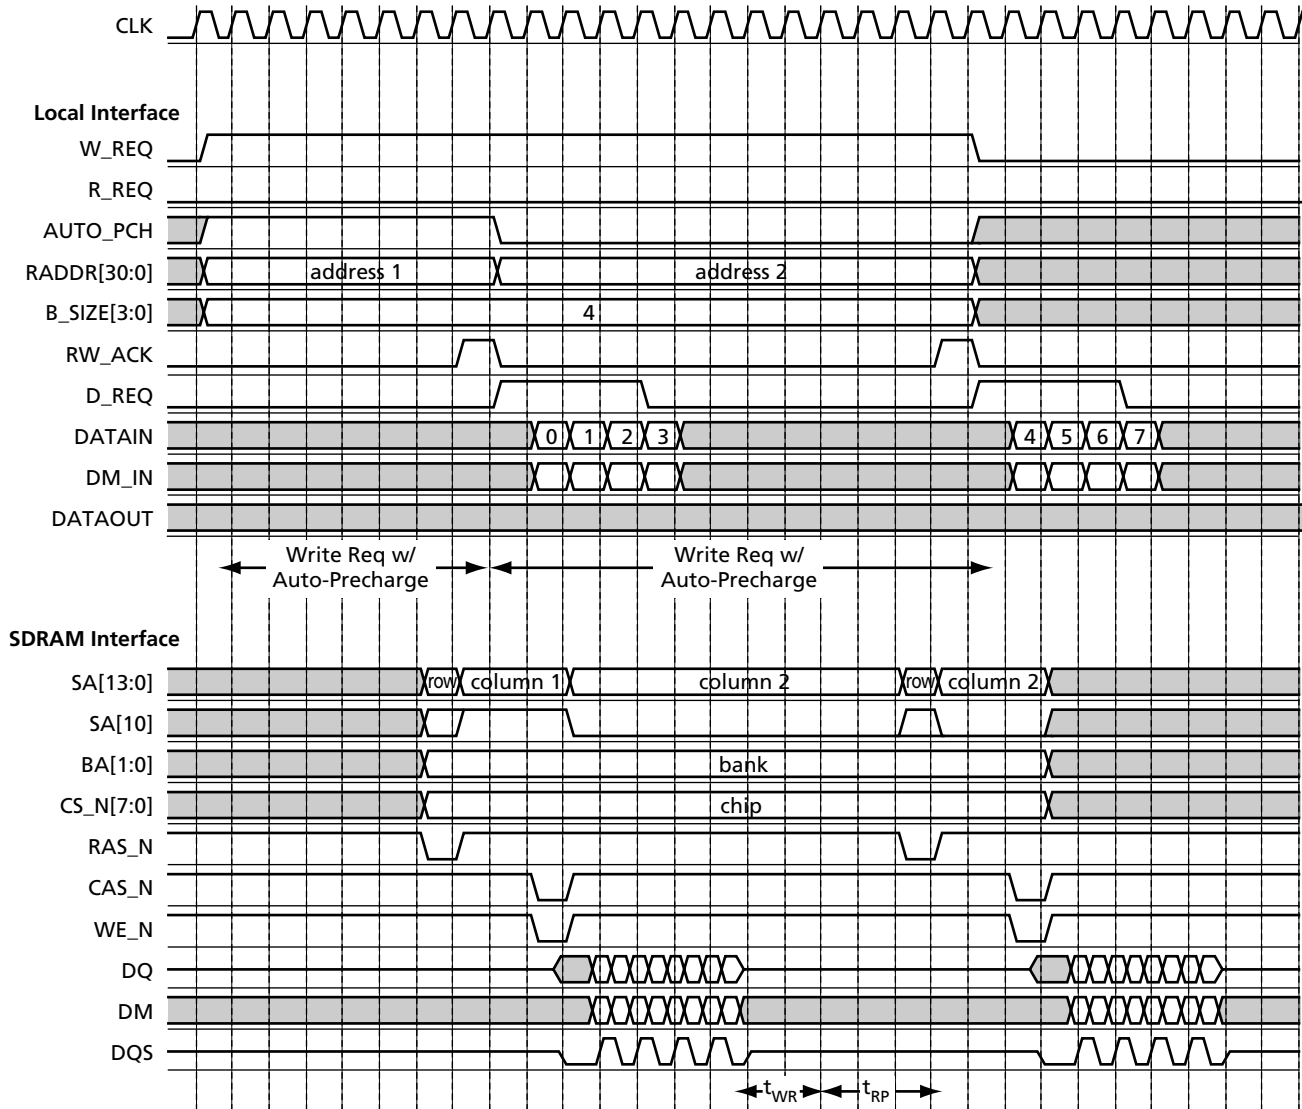 CLK
Local Interface
W_REQ
R_REQ
AUTO_PCH
RADDR[30:0] address 1 address 2
B_SIZE[3:0] 4
RW_ACK
D_REQ
DATAIN 0 1 2 3 4 5 6 7
DM_IN
DATAOUT
Write Req w/ Write Req w/
Auto-Precharge Auto-Precharge
SDRAM Interface
SA[13:0] row column 1 column 2 row column 2
SA[10]
BA[1:0] bank
CS_N[7:0] chip
RAS_N
CAS_N
WE_N
DQ
DM
DQS
tWR tRP